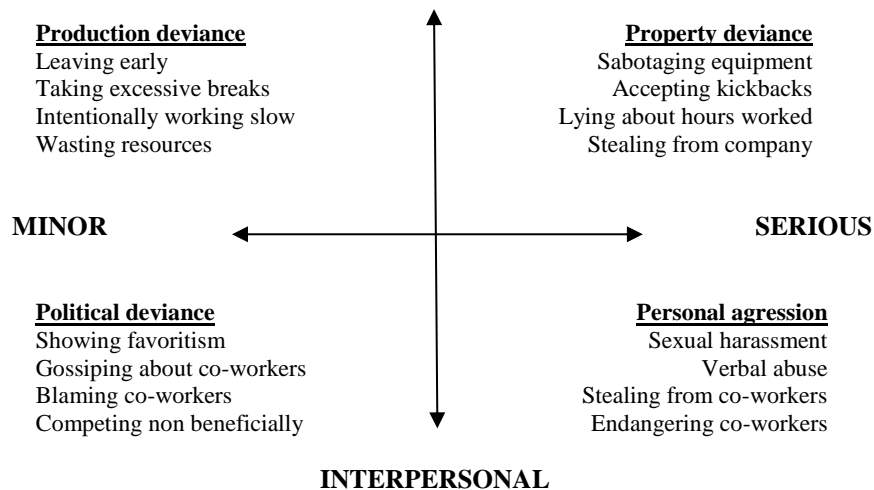 Production deviance
Leaving early
Taking excessive breaks
Intentionally working slow
Wasting resources
Property deviance
Sabotaging equipment
Accepting kickbacks
Lying about hours worked
Stealing from company
MINOR
SERIOUS
Political deviance
Showing favoritism
Gossiping about co-workers
Blaming co-workers
Competing non beneficially
Personal agression
Sexual harassment
Verbal abuse
Stealing from co-workers
Endangering co-workers
INTERPERSONAL